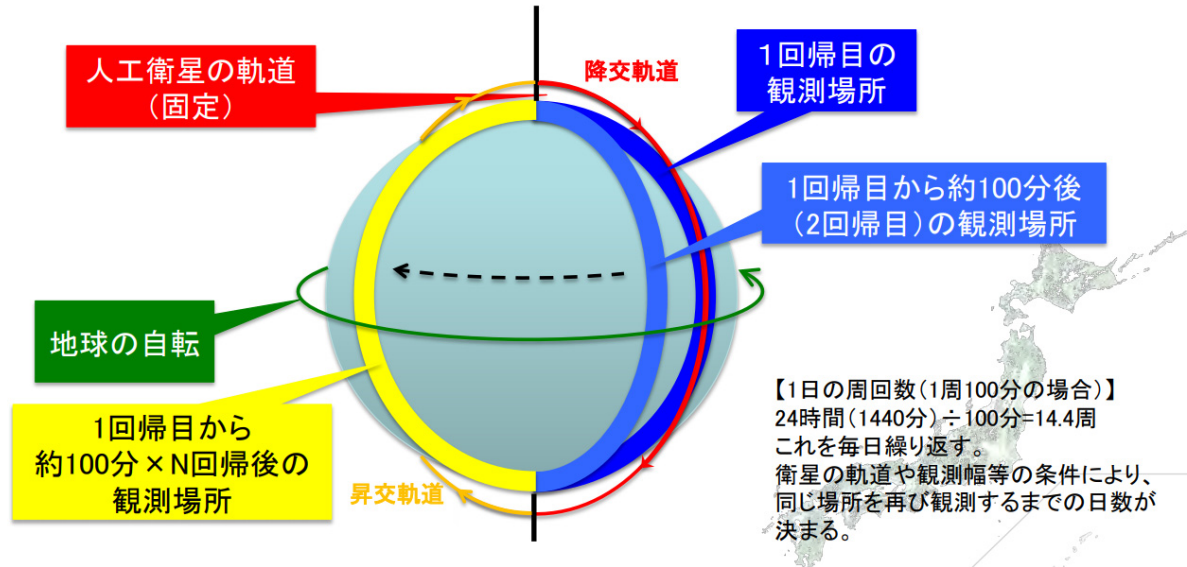 人工衛星の軌道
（固定）
降交軌道
1回帰目の
観測場所
1回帰目から約100分後
（2回帰目）の観測場所
地球の自転
1回帰目から
約100分×N回帰後の
観測場所
昇交軌道
【1日の周回数（1周100分の場合）】
24時間（1440分）÷100分=14.4周
これを毎日繰り返す。
衛星の軌道や観測幅等の条件により、
同じ場所を再び観測するまでの日数が
決まる。